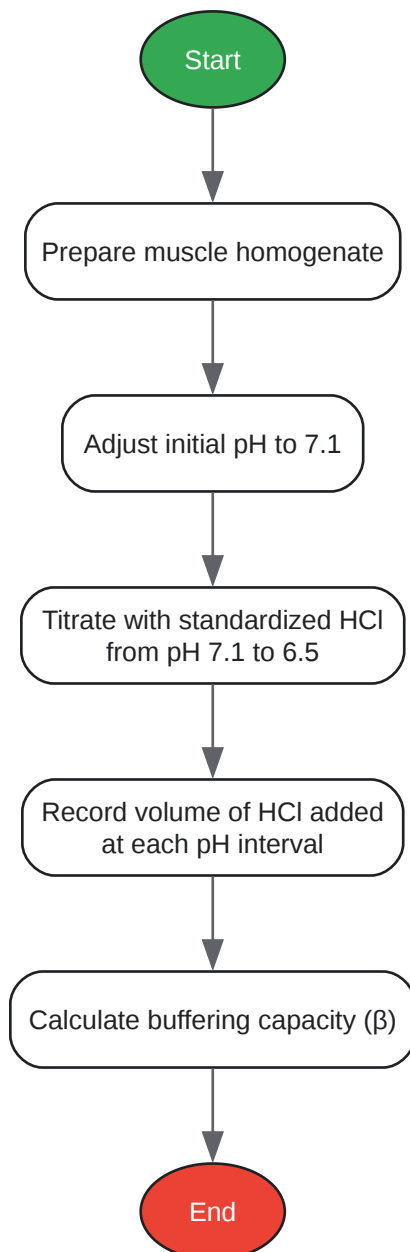 Start
Prepare muscle homogenate
Adjust initial pH to 7.1
Titrate with standardized HCl
from pH 7.1 to 6.5
Record volume of HCl added
at each pH interval
Calculate buffering capacity (β)
End